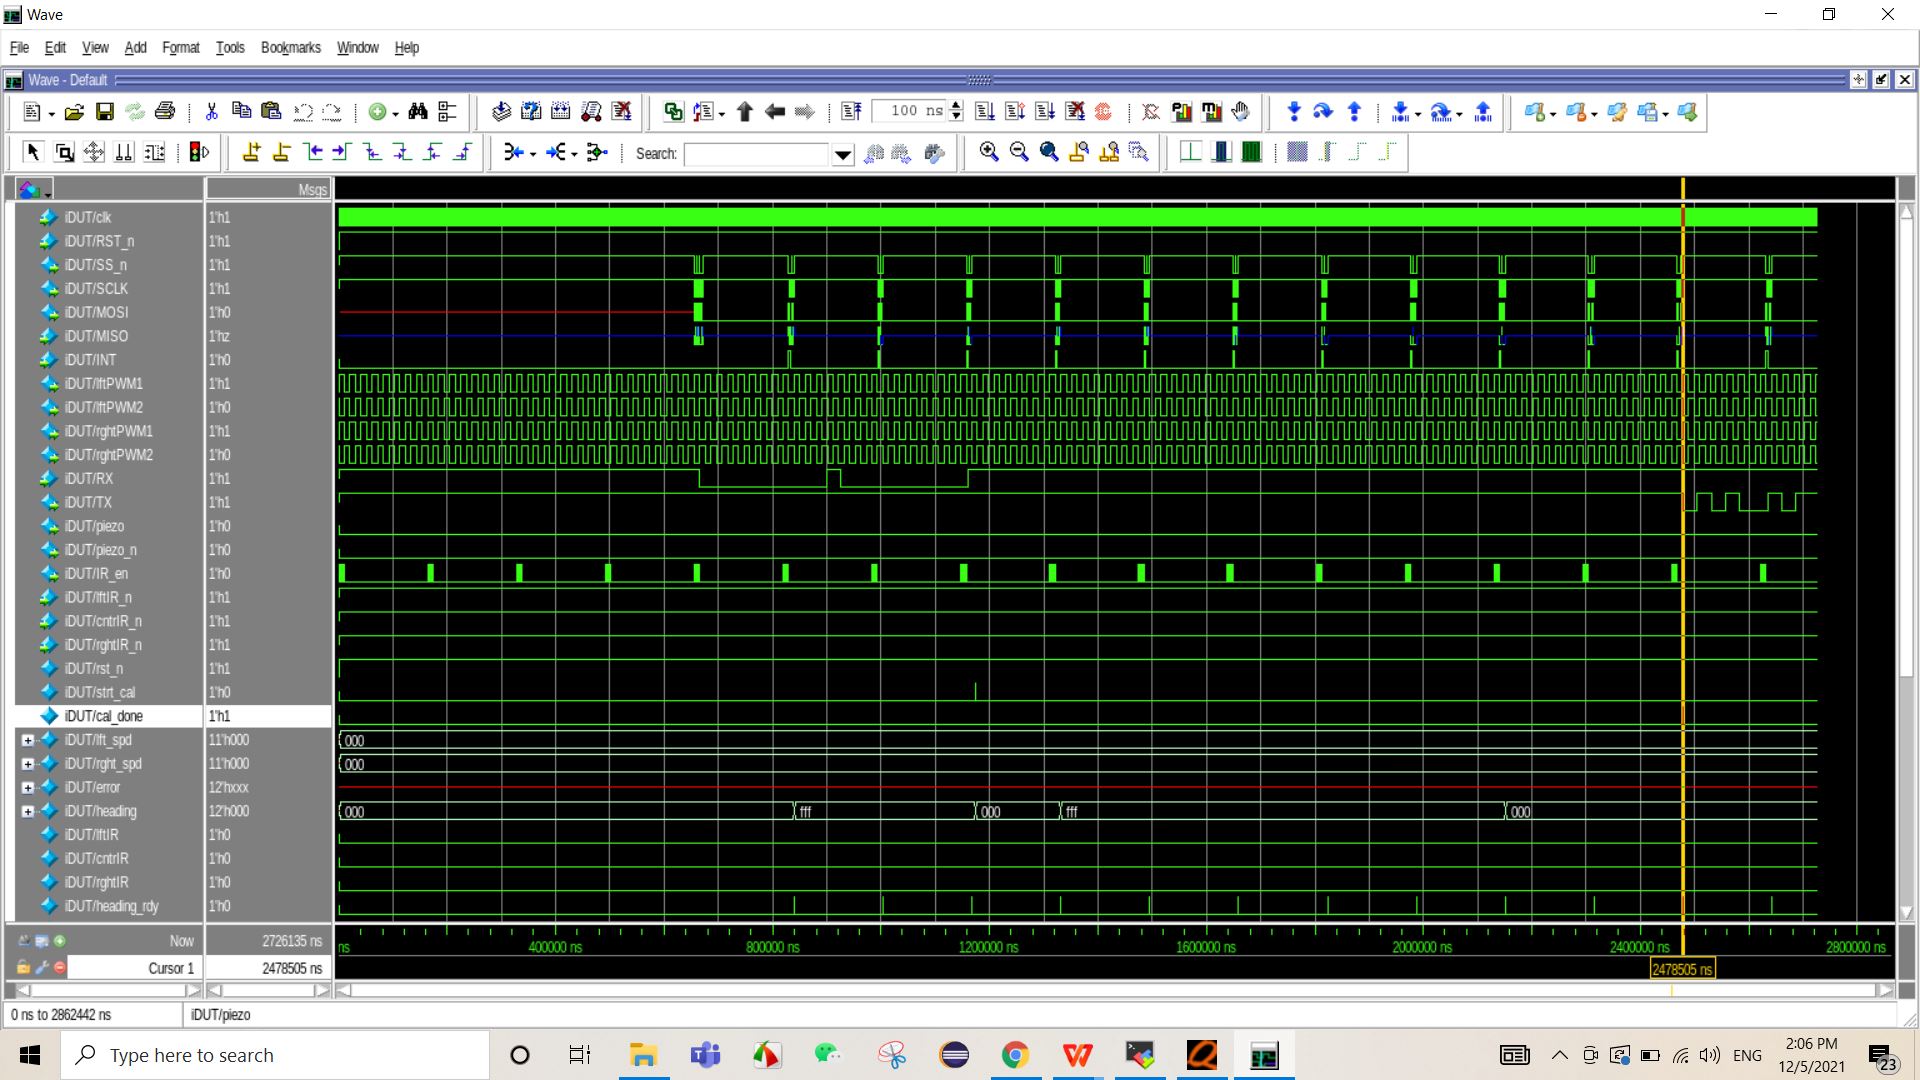 Wave
File Edit View Add Format Tools Bookmarks Window Help
Wave - Default
100 ns
Search:
Msgs
iDUT/clk 1'h1
iDUT/RST_n 1'h1
iDUT/SS_n 1'h1
iDUT/SCLK 1'h1
iDUT/MOSI 1'h0
iDUT/MISO 1'hz
iDUT/INT 1'h0
iDUT/lftPWM1 1'h1
iDUT/lftPWM2 1'h0
iDUT/rghtPWM1 1'h1
iDUT/rghtPWM2 1'h0
iDUT/RX 1'h1
iDUT/TX 1'h1
iDUT/piezo 1'h0
iDUT/piezo_n 1'h0
iDUT/IR_en 1'h0
iDUT/lftIR_n 1'h1
iDUT/cntrIR_n 1'h1
iDUT/rghtIR_n 1'h1
iDUT/rst_n 1'h1
iDUT/strt_cal 1'h0
iDUT/cal_done 1'h1
iDUT/lft_spd 11'h000 000
iDUT/rght_spd 11'h000 000
iDUT/error 12'hxxx
iDUT/heading 12'h000 000 fff 000 fff 000
iDUT/lftIR 1'h0
iDUT/cntrIR 1'h0
iDUT/rghtIR 1'h0
iDUT/heading_rdy 1'h0
Now 2726135 ns ns 400000 ns 800000 ns 1200000 ns 1600000 ns 2000000 ns 2400000 ns 2800000 ns
Cursor 1 2478505 ns 2478505 ns
0 ns to 2862442 ns iDUT/piezo
Type here to search
ENG
2:06 PM
12/5/2021
23